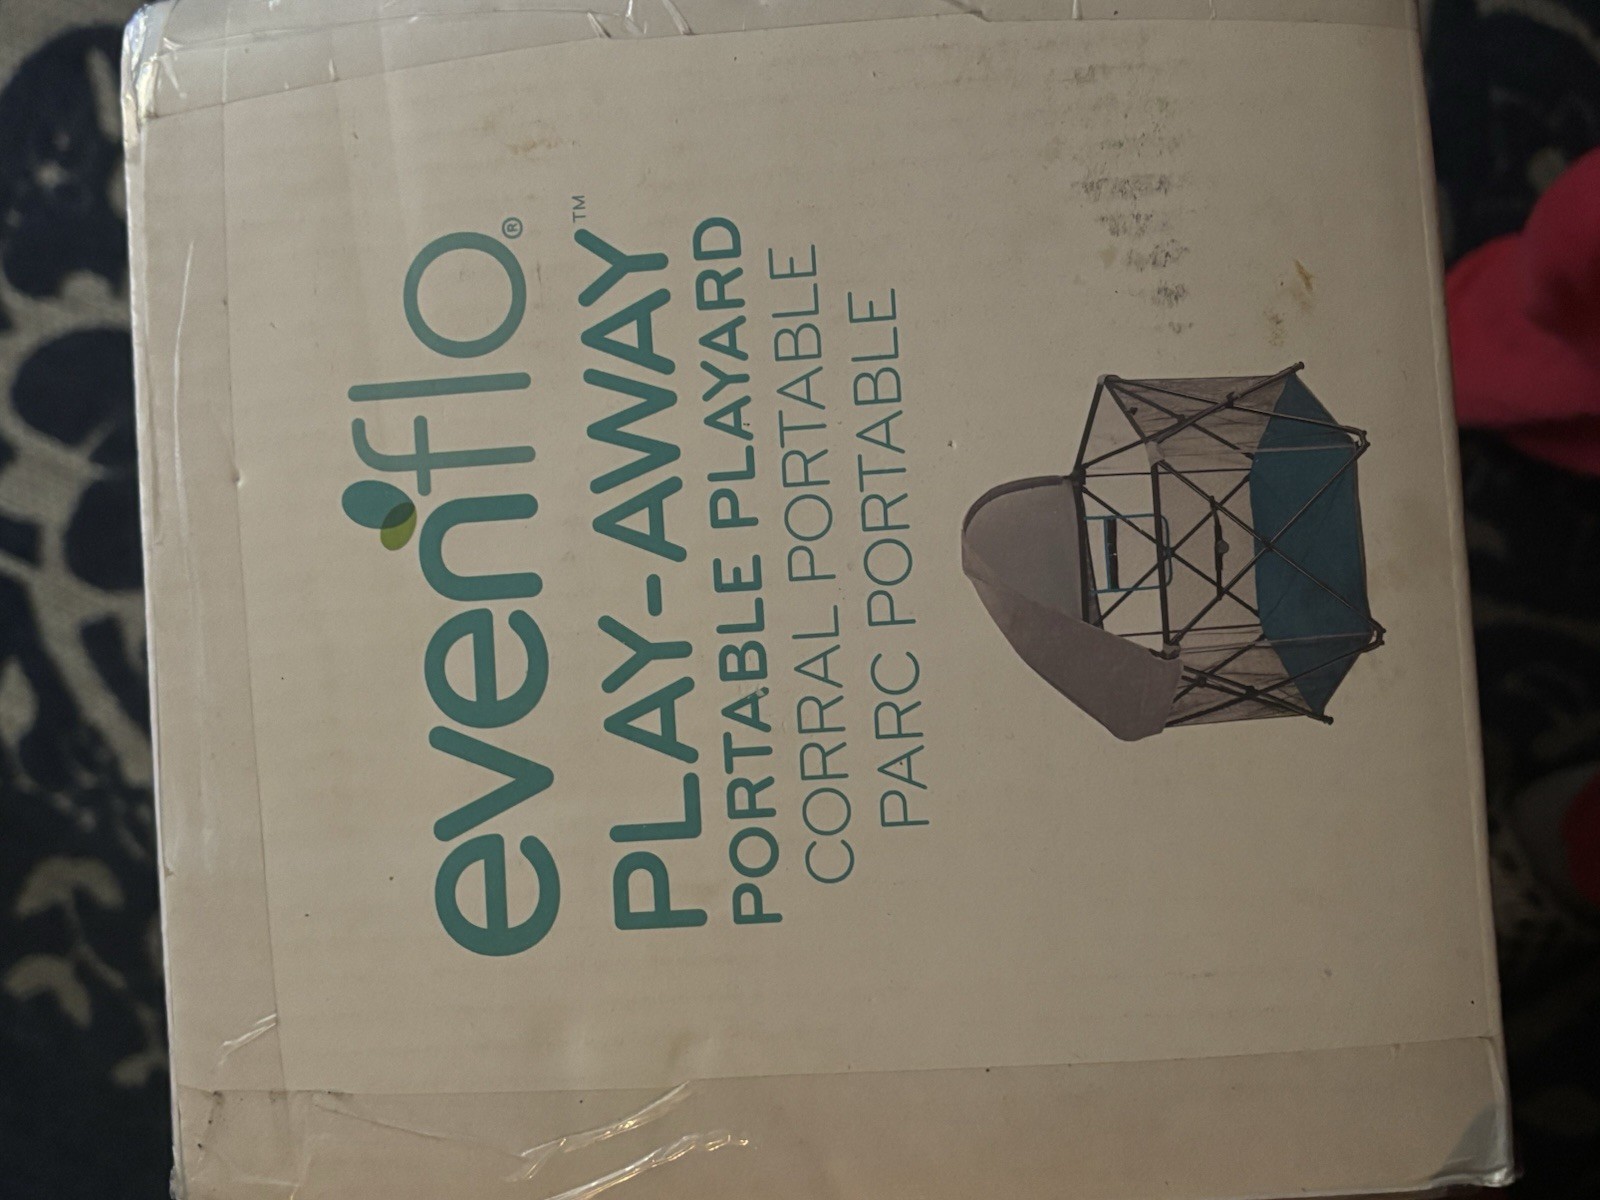 evenflo®
PLAY-AWAY™
PORTABLE PLAYARD
CORRAL PORTABLE
PARC PORTABLE